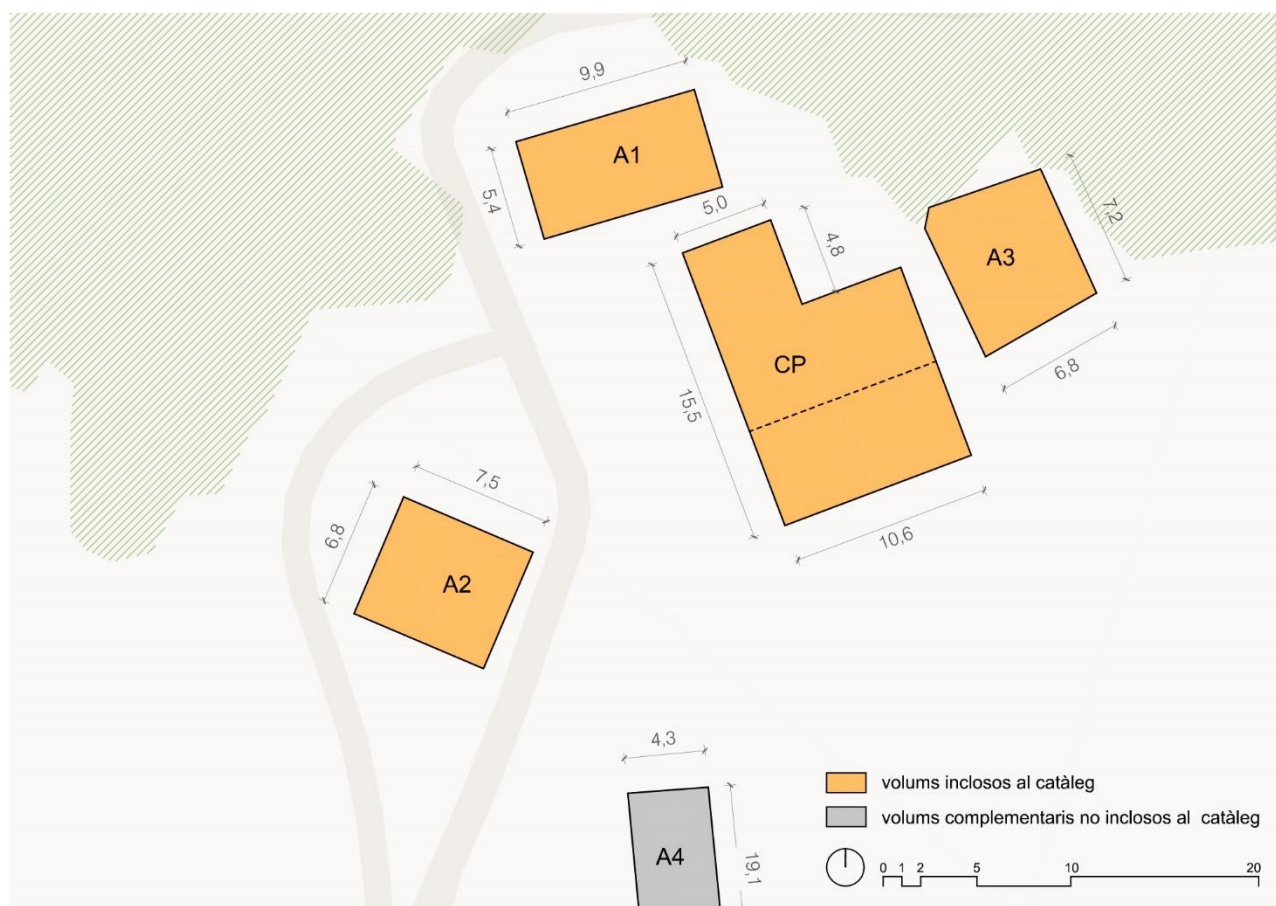 9,9
A1
5,4
5,0
4,8
7,2
A3
CP
15,5
6,8
10,6
7,5
6,8
A2
4,3
A4
19,1
volums inclosos al catàleg
volums complementaris no inclosos al catàleg
0 1 2 5 10 20